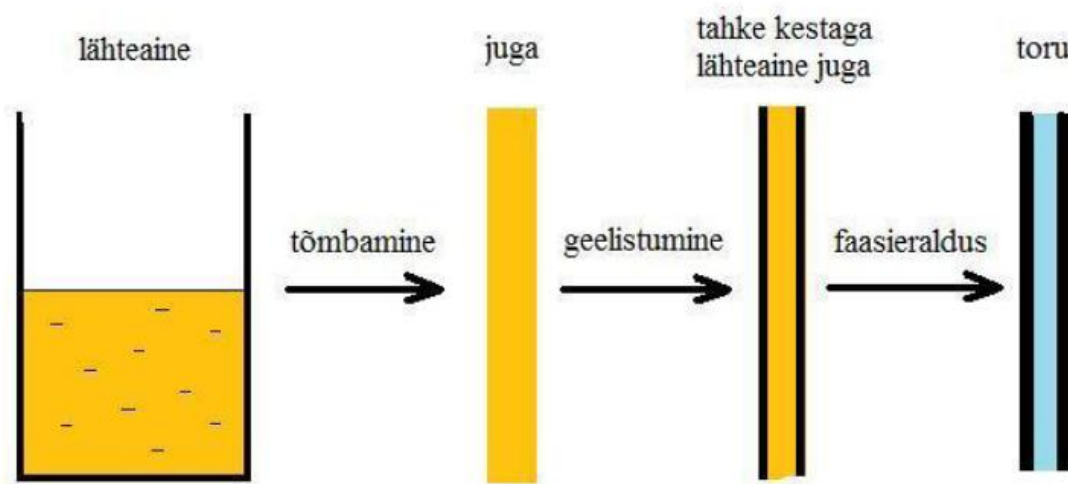 lähteaine
juga
tahke kestaga
lähteaine juga
toru
tõmbamine
geelistumine
faasieraldus